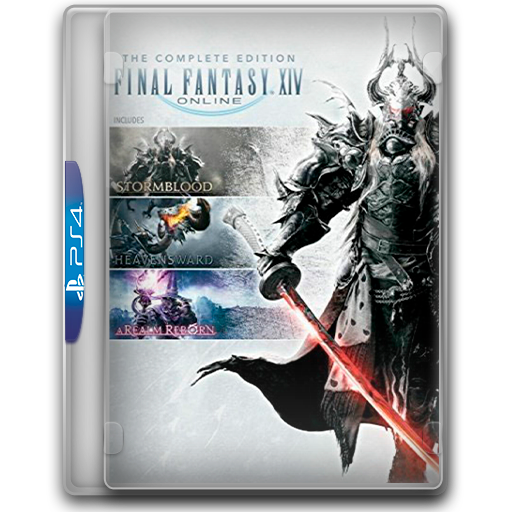 THE COMPLETE EDITION
FINAL FANTASY XIV
ONLINE
INCLUDES
STORMBLOOD
HEAVENSWARD
A REALM REBORN
PS4